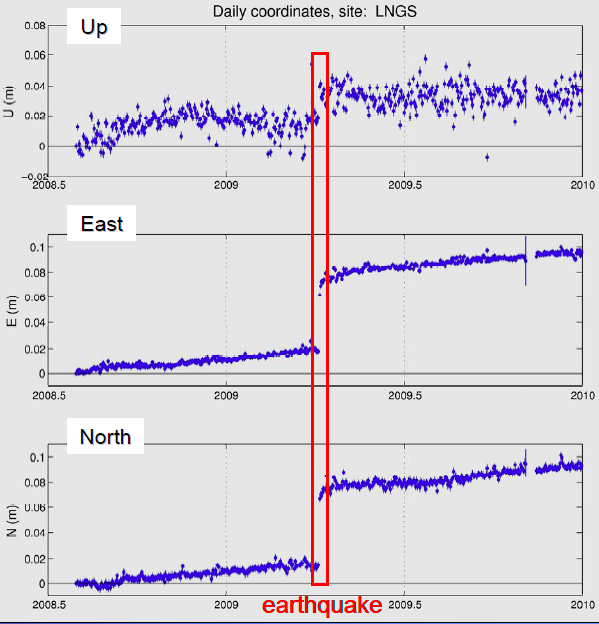 Daily coordinates, site: LNGS
Up
0.08
0.06
0.04
0.02
0
−0.02
U (m)
2008.5 2009 2009.5 2010
East
0.1
0.08
0.06
0.04
0.02
0
E (m)
2008.5 2009 2009.5 2010
North
0.1
0.08
0.06
0.04
0.02
0
N (m)
2008.5 2009 2009.5 2010
earthquake